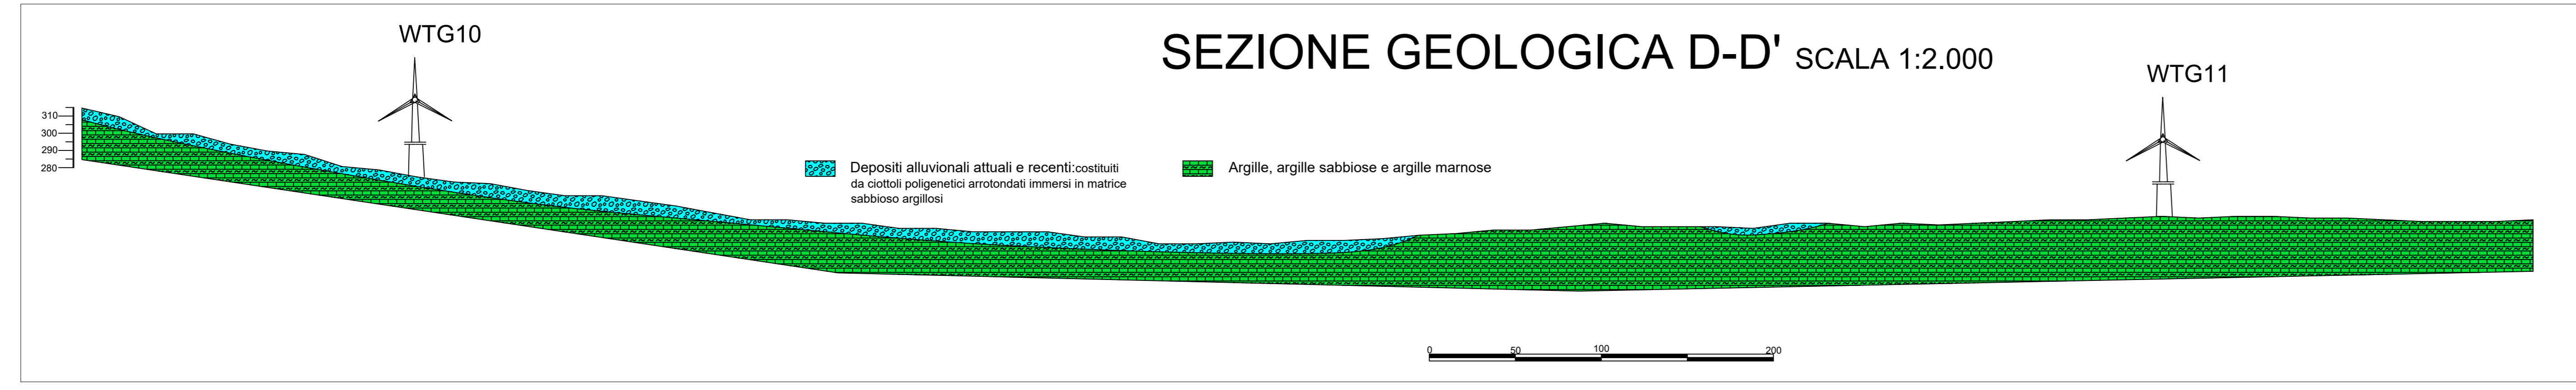 WTG10
SEZIONE GEOLOGICA D-D' SCALA 1:2.000
WTG11
310
300
290
280
Depositi alluvionali attuali e recenti:costituiti
da ciottoli poligenetici arrotondati immersi in matrice
sabbioso argillosi
Argille, argille sabbiose e argille marnose
0 50 100 200